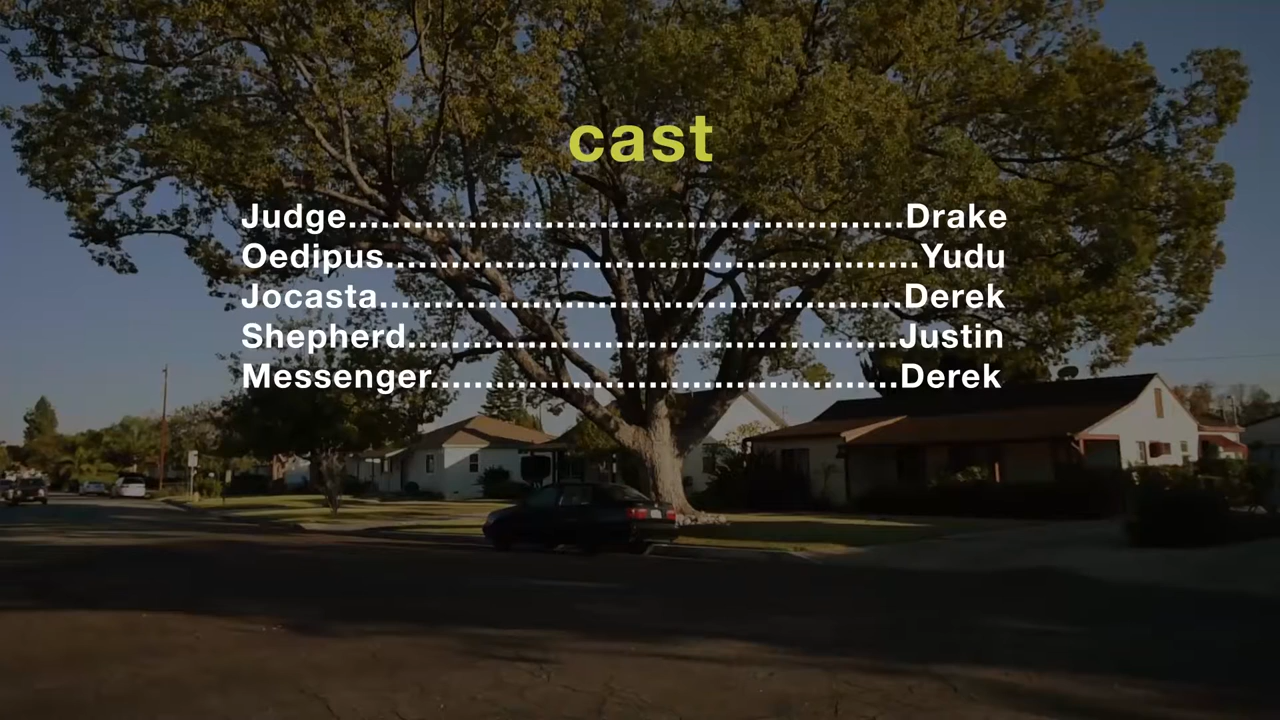 cast
Judge....................................................Drake
Oedipus.................................................Yudu
Jocasta................................................Derek
Shepherd.............................................Justin
Messenger...........................................Derek